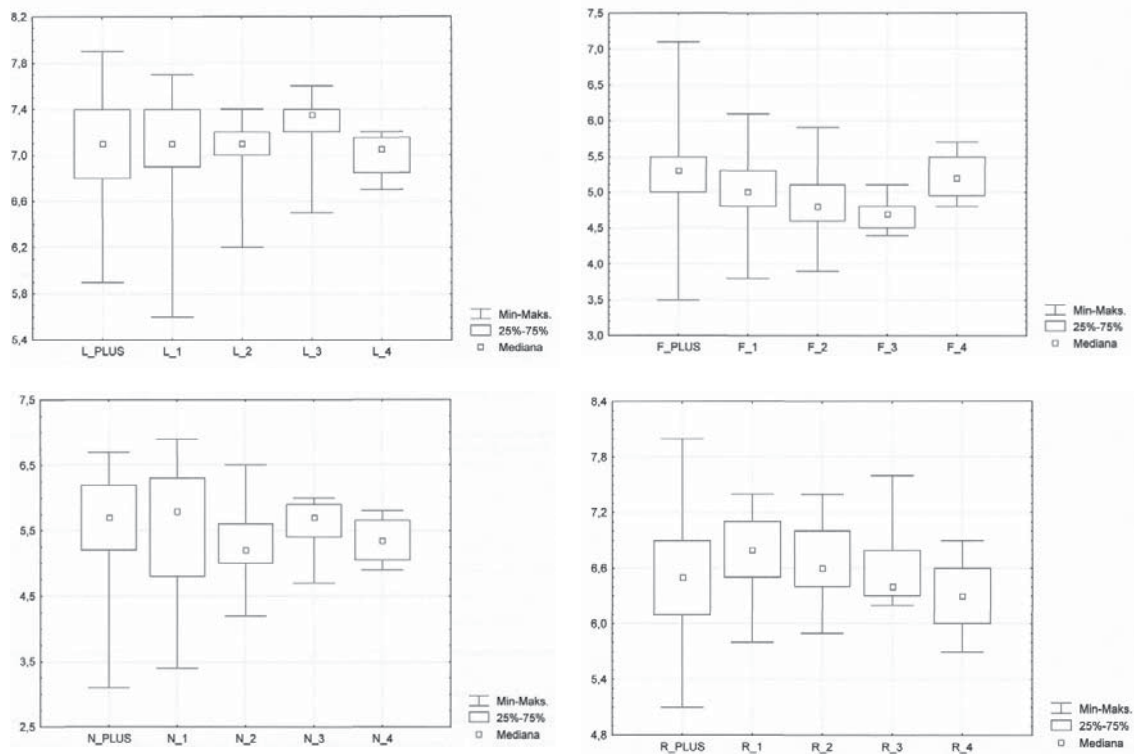 8,2
7,8
7,4
7,0
6,6
6,2
5,8
5,4
L_PLUS L_1 L_2 L_3 L_4
Min-Maks.
25%-75%
Mediana
7,5
7,0
6,5
6,0
5,5
5,0
4,5
4,0
3,5
3,0
F_PLUS F_1 F_2 F_3 F_4
Min-Maks.
25%-75%
Mediana
7,5
6,5
5,5
4,5
3,5
2,5
N_PLUS N_1 N_2 N_3 N_4
Min-Maks.
25%-75%
Mediana
8,4
7,8
7,2
6,6
6,0
5,4
4,8
R_PLUS R_1 R_2 R_3 R_4
Min-Maks.
25%-75%
Mediana